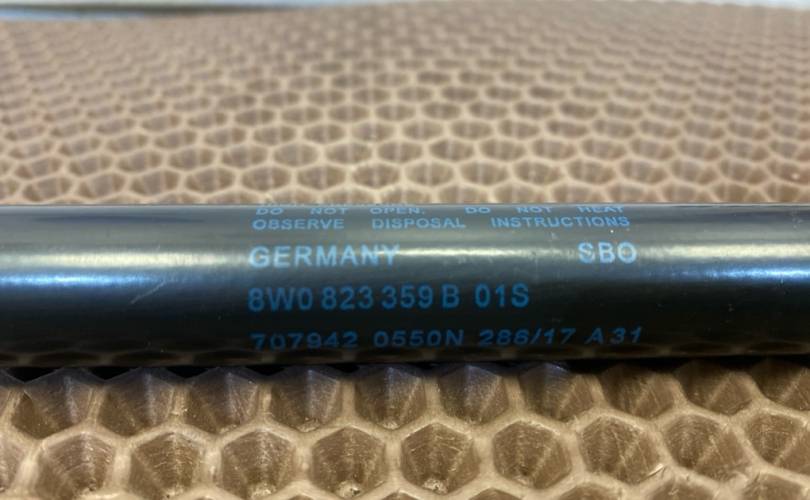 DO NOT OPEN. DO NOT HEAT
OBSERVE DISPOSAL INSTRUCTIONS
GERMANY SBO
8W0 823 359 B 01S
707942 0550N 286/17 A31